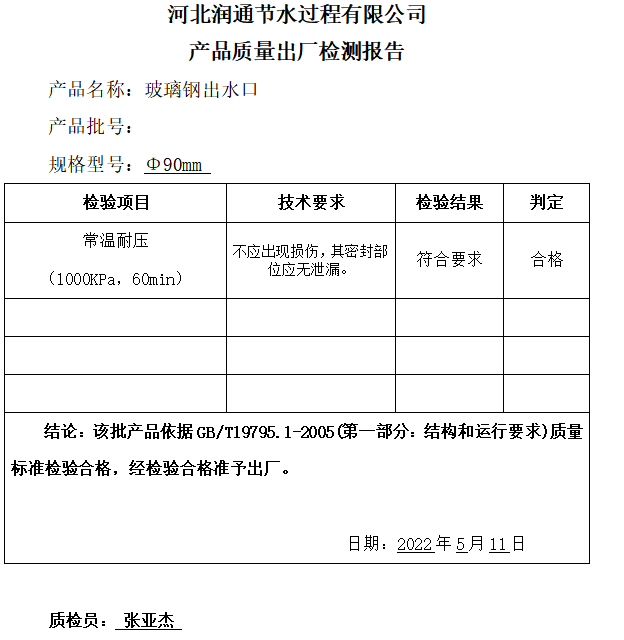 河北润通节水过程有限公司
产品质量出厂检测报告
产品名称：玻璃钢出水口
产品批号：
规格型号：Φ90mm
检验项目 技术要求 检验结果 判定
常温耐压
（1000KPa，60min）
不应出现损伤，其密封部
位应无泄漏。
符合要求
合格
结论：该批产品依据GB/T19795.1-2005(第一部分：结构和运行要求)质量
标准检验合格，经检验合格准予出厂。
日期：2022年5月11日
质检员：张亚杰